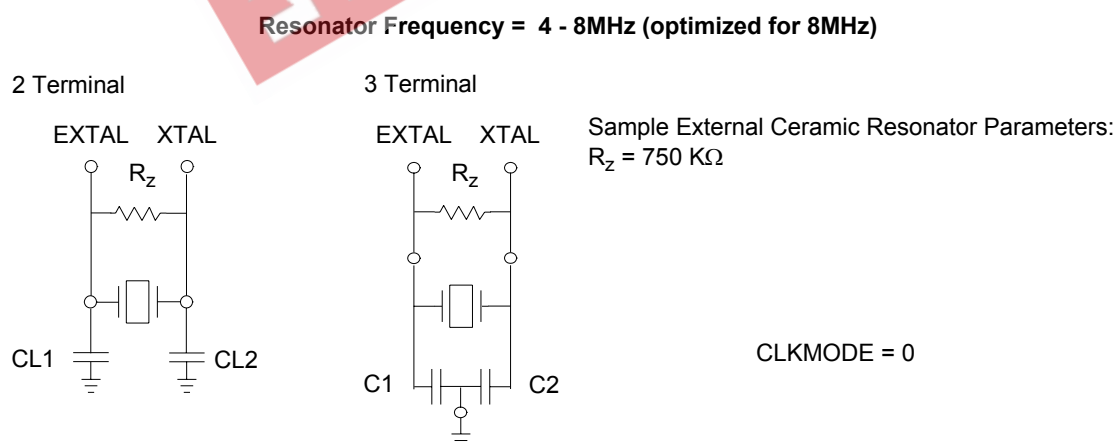 Resonator Frequency = 4 - 8MHz (optimized for 8MHz)
2 Terminal
EXTAL XTAL
Rz
CL1
CL2
3 Terminal
EXTAL XTAL
Rz
C1
C2
Sample External Ceramic Resonator Parameters:
Rz = 750 KΩ
CLKMODE = 0